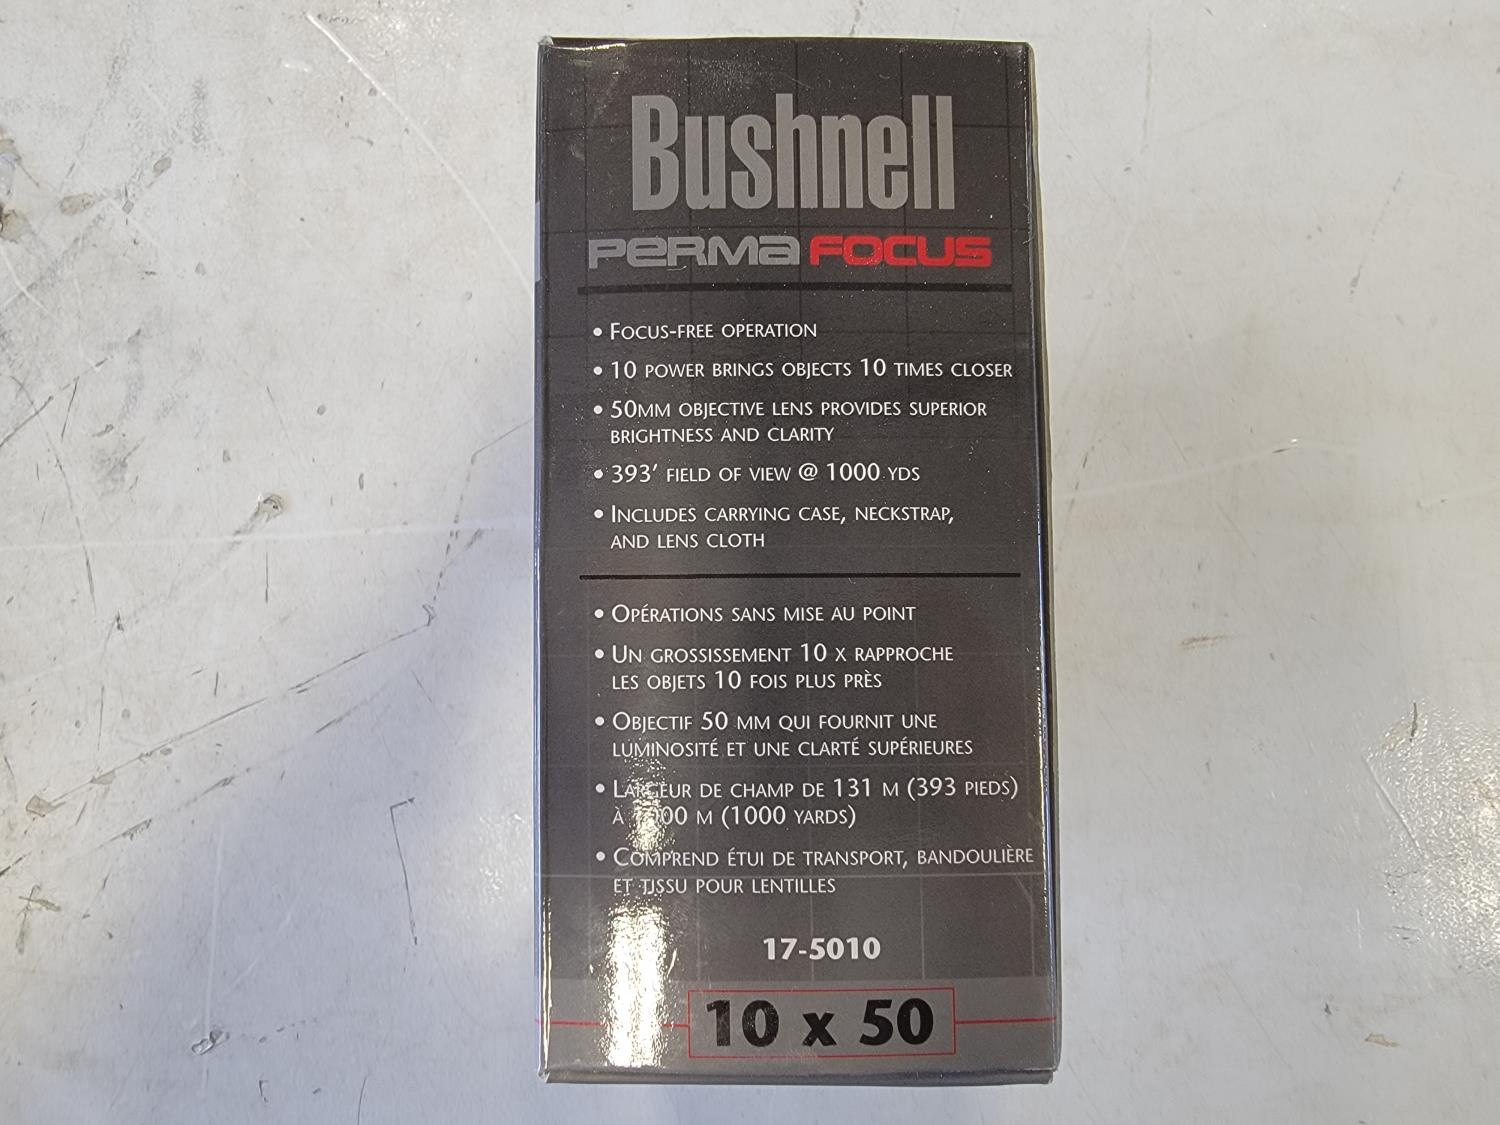 Bushnell
PERMA FOCUS
• FOCUS-FREE OPERATION
• 10 POWER BRINGS OBJECTS 10 TIMES CLOSER
• 50MM OBJECTIVE LENS PROVIDES SUPERIOR
BRIGHTNESS AND CLARITY
• 393' FIELD OF VIEW @ 1000 YDS
• INCLUDES CARRYING CASE, NECKSTRAP,
AND LENS CLOTH
• OPÉRATIONS SANS MISE AU POINT
• UN GROSSISSEMENT 10 X RAPPROCHE
LES OBJETS 10 FOIS PLUS PRÈS
• OBJECTIF 50 MM QUI FOURNIT UNE
LUMINOSITÉ ET UNE CLARTÉ SUPÉRIEURES
• LARGEUR DE CHAMP DE 131 M (393 PIEDS)
À M (1000 YARDS)
• COMPREND ÉTUI DE TRANSPORT, BANDOULIÈRE
ET TISSU POUR LENTILLES
17-5010
10 x 50